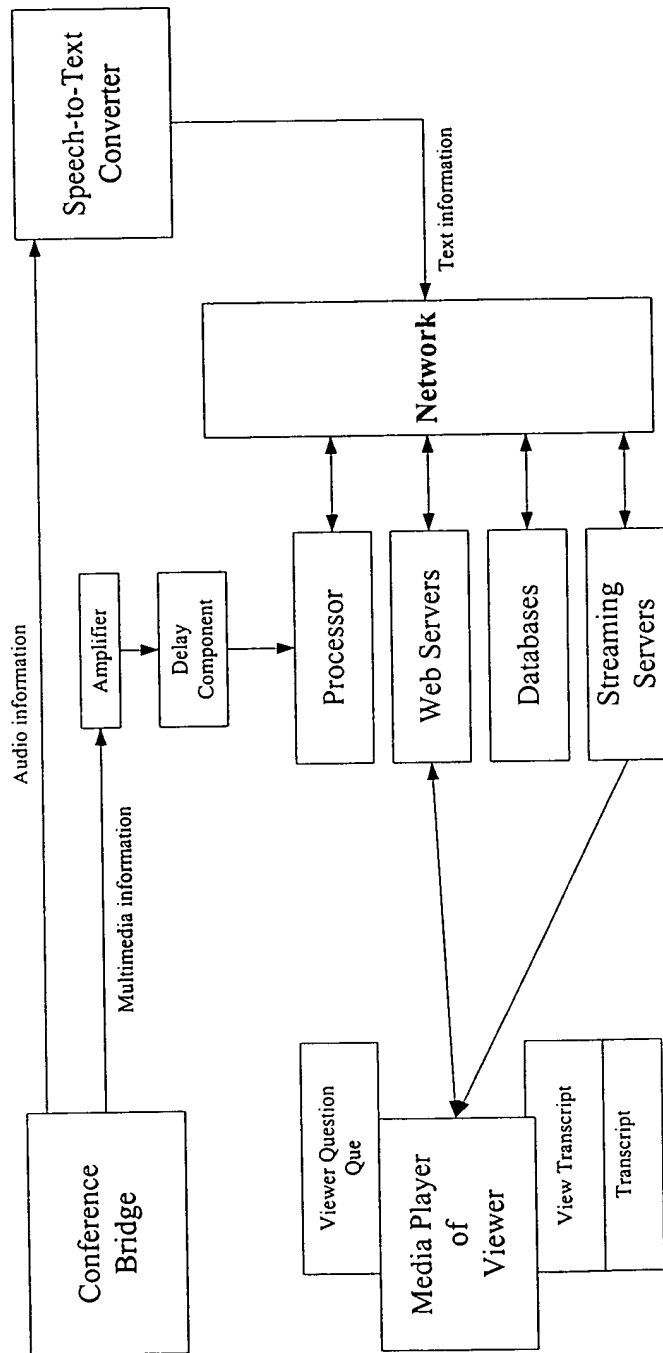 Conference
Bridge
Audio information
Multimedia information
Speech-to-Text
Converter
Amplifier
Delay
Component
Text information
Processor
Web Servers
Databases
Streaming
Servers
Network
Viewer Question
Que
Media Player
of
Viewer
View Transcript
Transcript